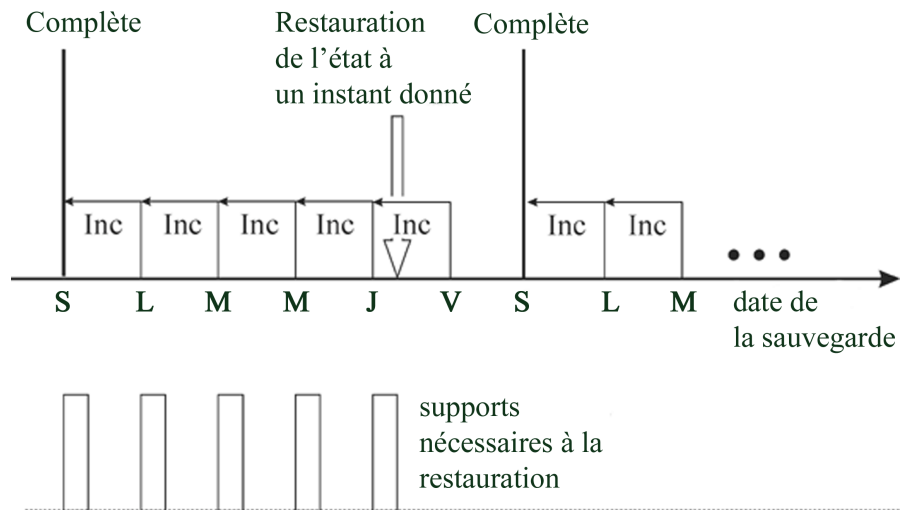 Complète
Restauration
de l'état à
un instant donné
Complète
Inc Inc Inc Inc Inc Inc Inc
S L M M J V S L M
date de
la sauvegarde
supports
nécessaires à la
restauration